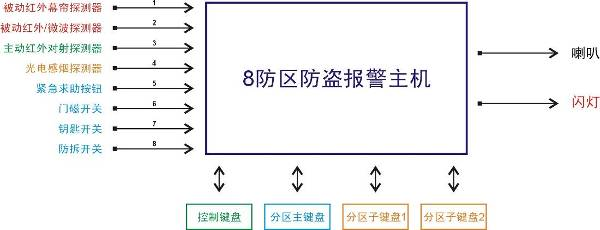 被动红外幕帘探测器 1
被动红外/微波探测器 2
主动红外对射探测器 3
光电感烟探测器 4
紧急求助按钮 5
门磁开关 6
钥匙开关 7
防拆开关 8
8防区防盗报警主机
喇叭
闪灯
控制键盘 分区主键盘 分区子键盘1 分区子键盘2